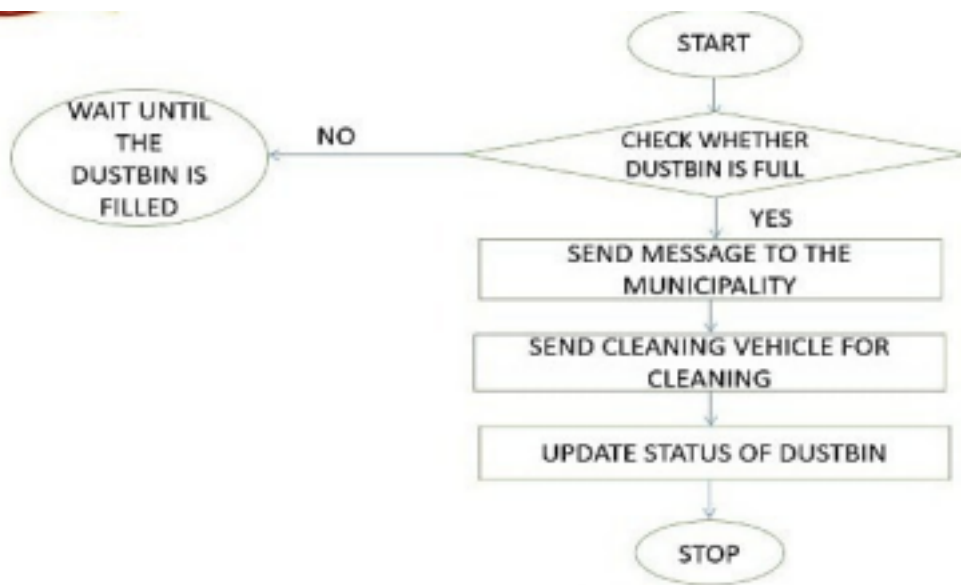 START
WAIT UNTIL
THE
DUSTBIN IS
FILLED
NO
CHECK WHETHER
DUSTBIN IS FULL
YES
SEND MESSAGE TO THE
MUNICIPALITY
SEND CLEANING VEHICLE FOR
CLEANING
UPDATE STATUS OF DUSTBIN
STOP